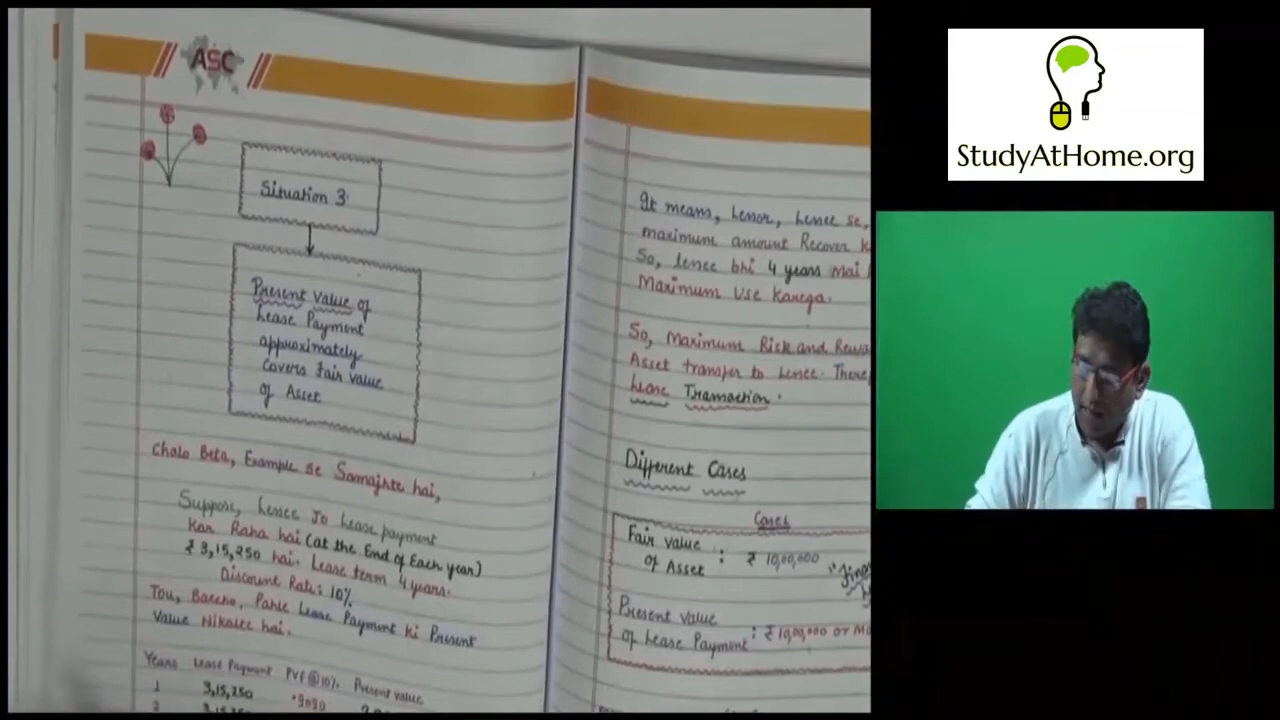 ASC
Situation 3:
Present Value of
Lease Payment
approximately
Covers Fair Value
of Asset
Chalo Beta, Example se Samajhte hai,
Suppose, Lessee Jo Lease payment
Kar Raha hai (at the End of Each year)
₹ 3,15,250 hai. Lease term 4 years.
Discount Rate: 10%
Tou, Baccho, Pahle Lease Payment ki Present
Value Nikalte hai.
Years Lease Payment PVF@10% Present value
1 3,15,250 .9090
2
It means, Lessor, Lessee se,
maximum amount Recover
So, Lessee bhi 4 years mai
Maximum Use Karega.
So, Maximum Risk and
Asset transfer to Lessee.
Lease Transaction.
Different Cases
Cases
Fair value
of Asset : ₹ 10,00,000
Present value
of Lease Payment : ₹ 10,00,000 or
StudyAtHome.org